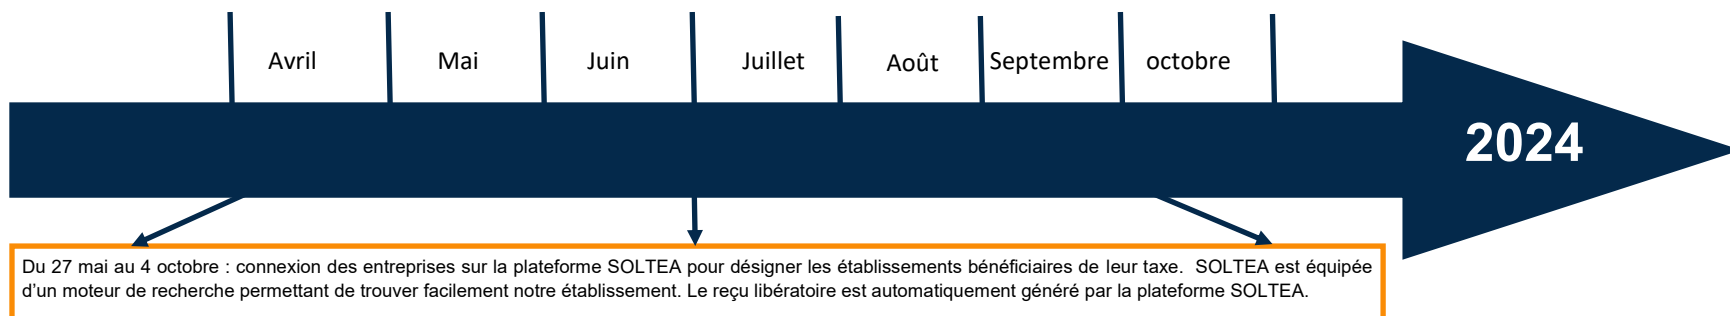 Avril Mai Juin Juillet Août Septembre octobre
2024
Du 27 mai au 4 octobre : connexion des entreprises sur la plateforme SOLTEA pour désigner les établissements bénéficiaires de leur taxe. SOLTEA est équipée
d’un moteur de recherche permettant de trouver facilement notre établissement. Le reçu libératoire est automatiquement généré par la plateforme SOLTEA.